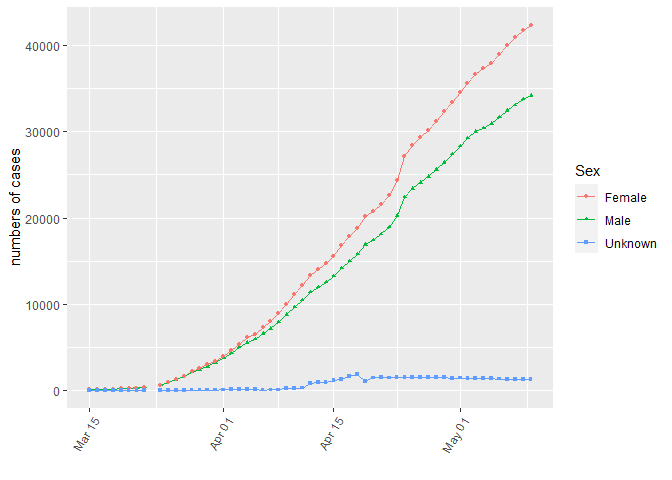 numbers of cases
40000
30000
20000
10000
0
Mar 15
Apr 01
Apr 15
May 01
Sex
Female
Male
Unknown